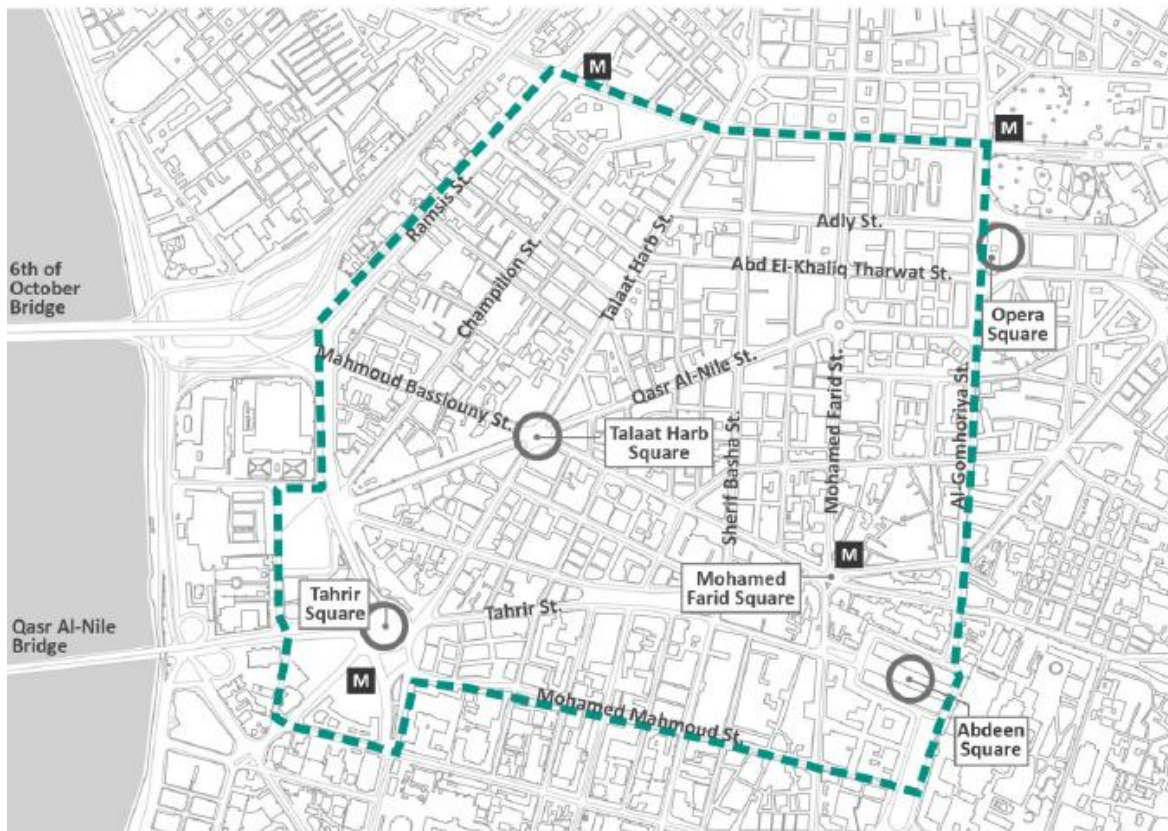 M
M
Ramsis St.
Champillion St.
Talaat Harb St.
Adly St.
Abd El-Khaliq Tharwat St.
6th of
October
Bridge
Opera
Square
Mahmoud Bassiouny St.
Qasr Al-Nile St.
Talaat Harb
Square
Sherif Basha St.
Mohamed Farid St.
Al-Gomhoriya St.
M
Mohamed
Farid Square
Tahrir
Square
Tahrir St.
Qasr Al-Nile
Bridge
M
Mohamed Mahmoud St.
Abdeen
Square